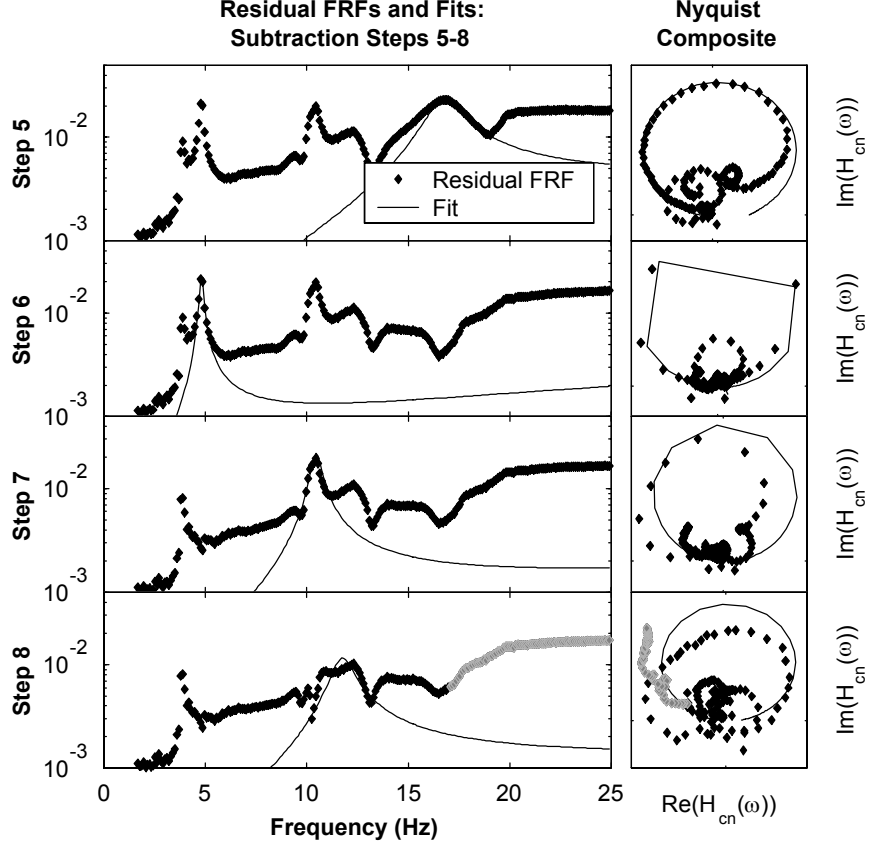 Residual FRFs and Fits:
Subtraction Steps 5-8
Nyquist
Composite
Step 5
10^-2
10^-3
Residual FRF
Fit
Im(H_cn(ω))
Step 6
10^-2
10^-3
Im(H_cn(ω))
Step 7
10^-2
10^-3
Im(H_cn(ω))
Step 8
10^-2
10^-3
Im(H_cn(ω))
0 5 10 15 20 25
Frequency (Hz)
Re(H_cn(ω))